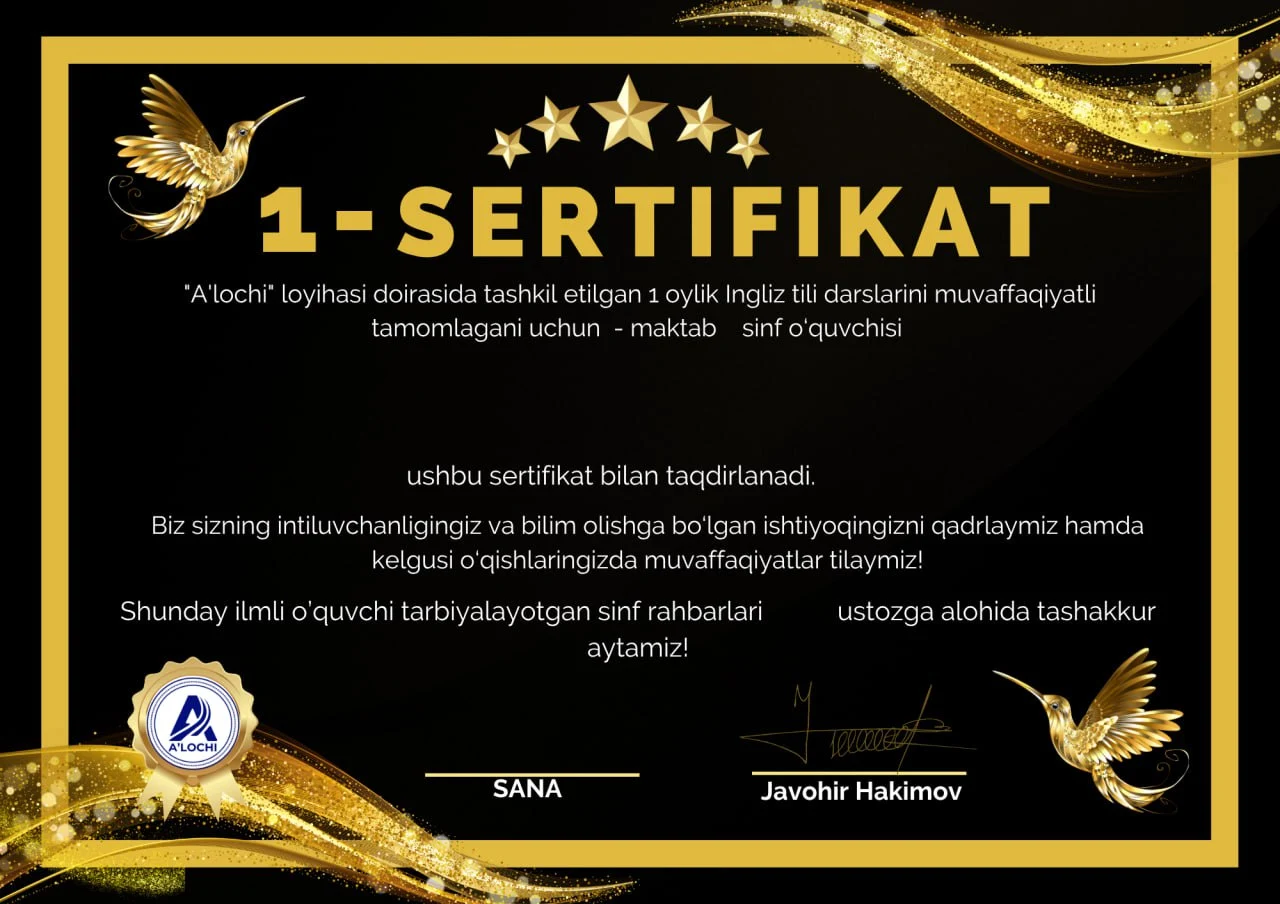 1-SERTIFIKAT
"A'lochi" loyihasi doirasida tashkil etilgan 1 oylik Ingliz tili darslarini muvaffaqiyatli
tamomlagani uchun - maktab sinf o'quvchisi
ushbu sertifikat bilan taqdirlanadi.
Biz sizning intiluvchanligingiz va bilim olishga bo'lgan ishtiyoqingizni qadrlaymiz hamda
kelgusi o'qishlaringizda muvaffaqiyatlar tilaymiz!
Shunday ilmli o'quvchi tarbiyalayotgan sinf rahbarlari ustozga alohida tashakkur
aytamiz!
A'LOCHI
SANA
Javohir Hakimov